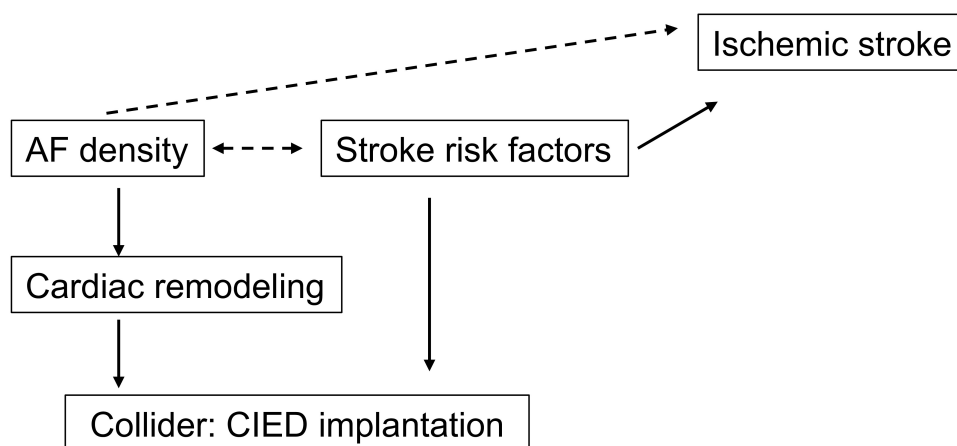 Ischemic stroke
AF density
Stroke risk factors
Cardiac remodeling
Collider: CIED implantation